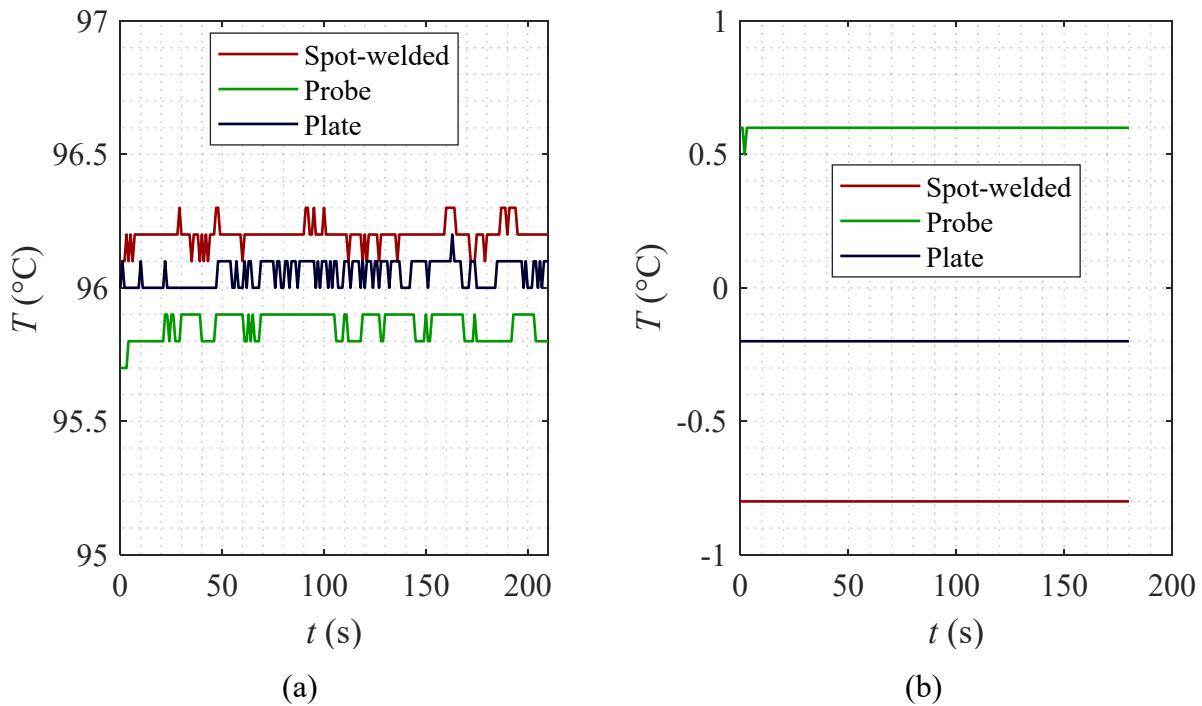 97
96.5
96
95.5
95
T (°C)
0
50
100
150
200
t (s)
Spot-welded
Probe
Plate
(a)
1
0.5
0
-0.5
-1
T (°C)
0
50
100
150
200
t (s)
Spot-welded
Probe
Plate
(b)